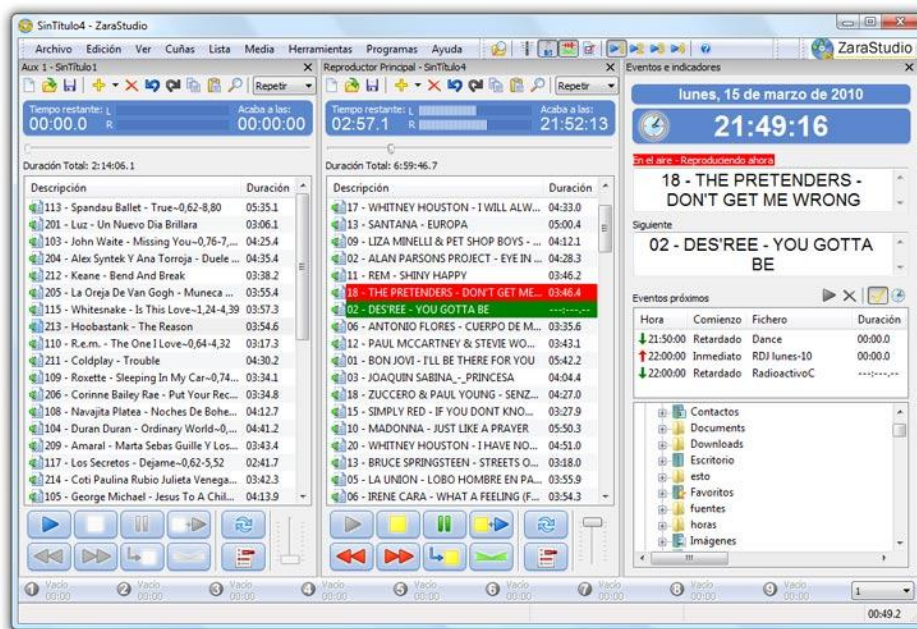 SinTítulo4 - ZaraStudio
Archivo Edición Ver Cuñas Lista Media Herramientas Programas Ayuda
ZaraStudio
Aux 1 - SinTítulo1
Repetir
Tiempo restante: L Acaba a las:
00:00.0 R 00:00:00
Duración Total: 2:14:06.1
Descripción Duración
113 - Spandau Ballet - True~0,62-8,80 05:35.1
201 - Luz - Un Nuevo Dia Brillara 03:06.1
103 - John Waite - Missing You~0,76-7,... 04:25.4
204 - Alex Syntek Y Ana Torroja - Duele ... 04:35.4
212 - Keane - Bend And Break 03:38.2
205 - La Oreja De Van Gogh - Muneca ... 03:55.4
115 - Whitesnake - Is This Love~1,24-4,39 03:57.3
213 - Hoobastank - The Reason 03:54.6
110 - R.e.m. - The One I Love~0,64-4,32 03:17.3
211 - Coldplay - Trouble 04:30.2
109 - Roxette - Sleeping In My Car~0,74... 03:34.1
206 - Corinne Bailey Rae - Put Your Rec... 03:34.8
108 - Navajita Platea - Noches De Bohe... 04:12.7
104 - Duran Duran - Ordinary World~0,... 04:41.2
209 - Amaral - Marta Sebas Guille Y Los... 03:43.4
117 - Los Secretos - Dejame~0,62-5,52 02:41.7
214 - Coti Paulina Rubio Julieta Venega... 03:42.3
105 - George Michael - Jesus To A Chil... 04:13.9
Reproductor Principal - SinTítulo4
Repetir
Tiempo restante: L Acaba a las:
02:57.1 R 21:52:13
Duración Total: 6:59:46.7
Descripción Duración
17 - WHITNEY HOUSTON - I WILL ALW... 04:33.0
13 - SANTANA - EUROPA 05:00.4
09 - LIZA MINELLI & PET SHOP BOYS - ... 04:12.1
02 - ALAN PARSONS PROJECT - EYE IN ... 04:28.3
11 - REM - SHINY HAPPY 03:46.2
18 - THE PRETENDERS - DON'T GET ME... 03:46.4
02 - DES'REE - YOU GOTTA BE ---:---.--
06 - ANTONIO FLORES - CUERPO DE M... 03:35.6
12 - PAUL MCCARTNEY & STEVIE WO... 03:43.1
01 - BON JOVI - I'LL BE THERE FOR YOU 05:42.2
03 - JOAQUIN SABINA_-_PRINCESA 04:04.4
18 - ZUCCERO & PAUL YOUNG - SENZ... 04:27.0
15 - SIMPLY RED - IF YOU DONT KNO... 03:27.9
10 - MADONNA - JUST LIKE A PRAYER 05:50.3
20 - WHITNEY HOUSTON - I HAVE NO... 04:51.0
13 - BRUCE SPRINGSTEEN - STREETS O... 03:18.0
05 - LA UNION - LOBO HOMBRE EN PA... 03:55.9
06 - IRENE CARA - WHAT A FEELING (F... 03:54.3
Eventos e indicadores
lunes, 15 de marzo de 2010
21:49:16
En el aire - Reproduciendo ahora
18 - THE PRETENDERS -
DON'T GET ME WRONG
Siguiente
02 - DES'REE - YOU GOTTA
BE
Eventos próximos
Hora Comienzo Fichero Duración
21:50:00 Retardado Dance 00:00.0
22:00:00 Inmediato RDJ lunes-10 00:00.0
22:00:00 Retardado RadioactivoC ---:---.--
Contactos
Documents
Downloads
Escritorio
esto
Favoritos
fuentes
horas
Imágenes
1 Vacío 00:00 2 Vacío 00:00 3 Vacío 00:00 4 Vacío 00:00 5 Vacío 00:00 6 Vacío 00:00 7 Vacío 00:00 8 Vacío 00:00 9 Vacío 00:00 1
00:49.2